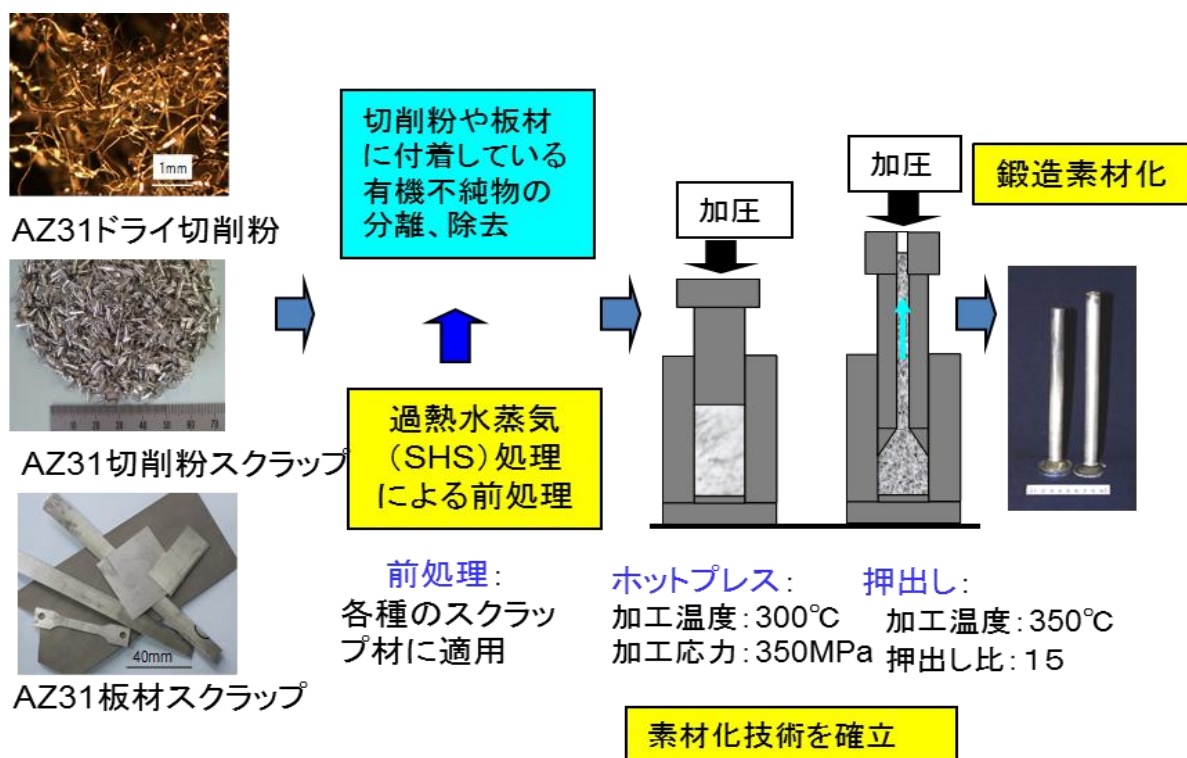 1mm
AZ31ドライ切削粉
10 20 30 40 50 60 70
AZ31切削粉スクラップ
40mm
AZ31板材スクラップ
切削粉や板材
に付着している
有機不純物の
分離、除去
過熱水蒸気
（SHS）処理
による前処理
前処理：
各種のスクラッ
プ材に適用
加圧
ホットプレス：
加工温度：300℃
加工応力：350MPa
加圧
押出し：
加工温度：350℃
押出し比：１５
鍛造素材化
素材化技術を確立